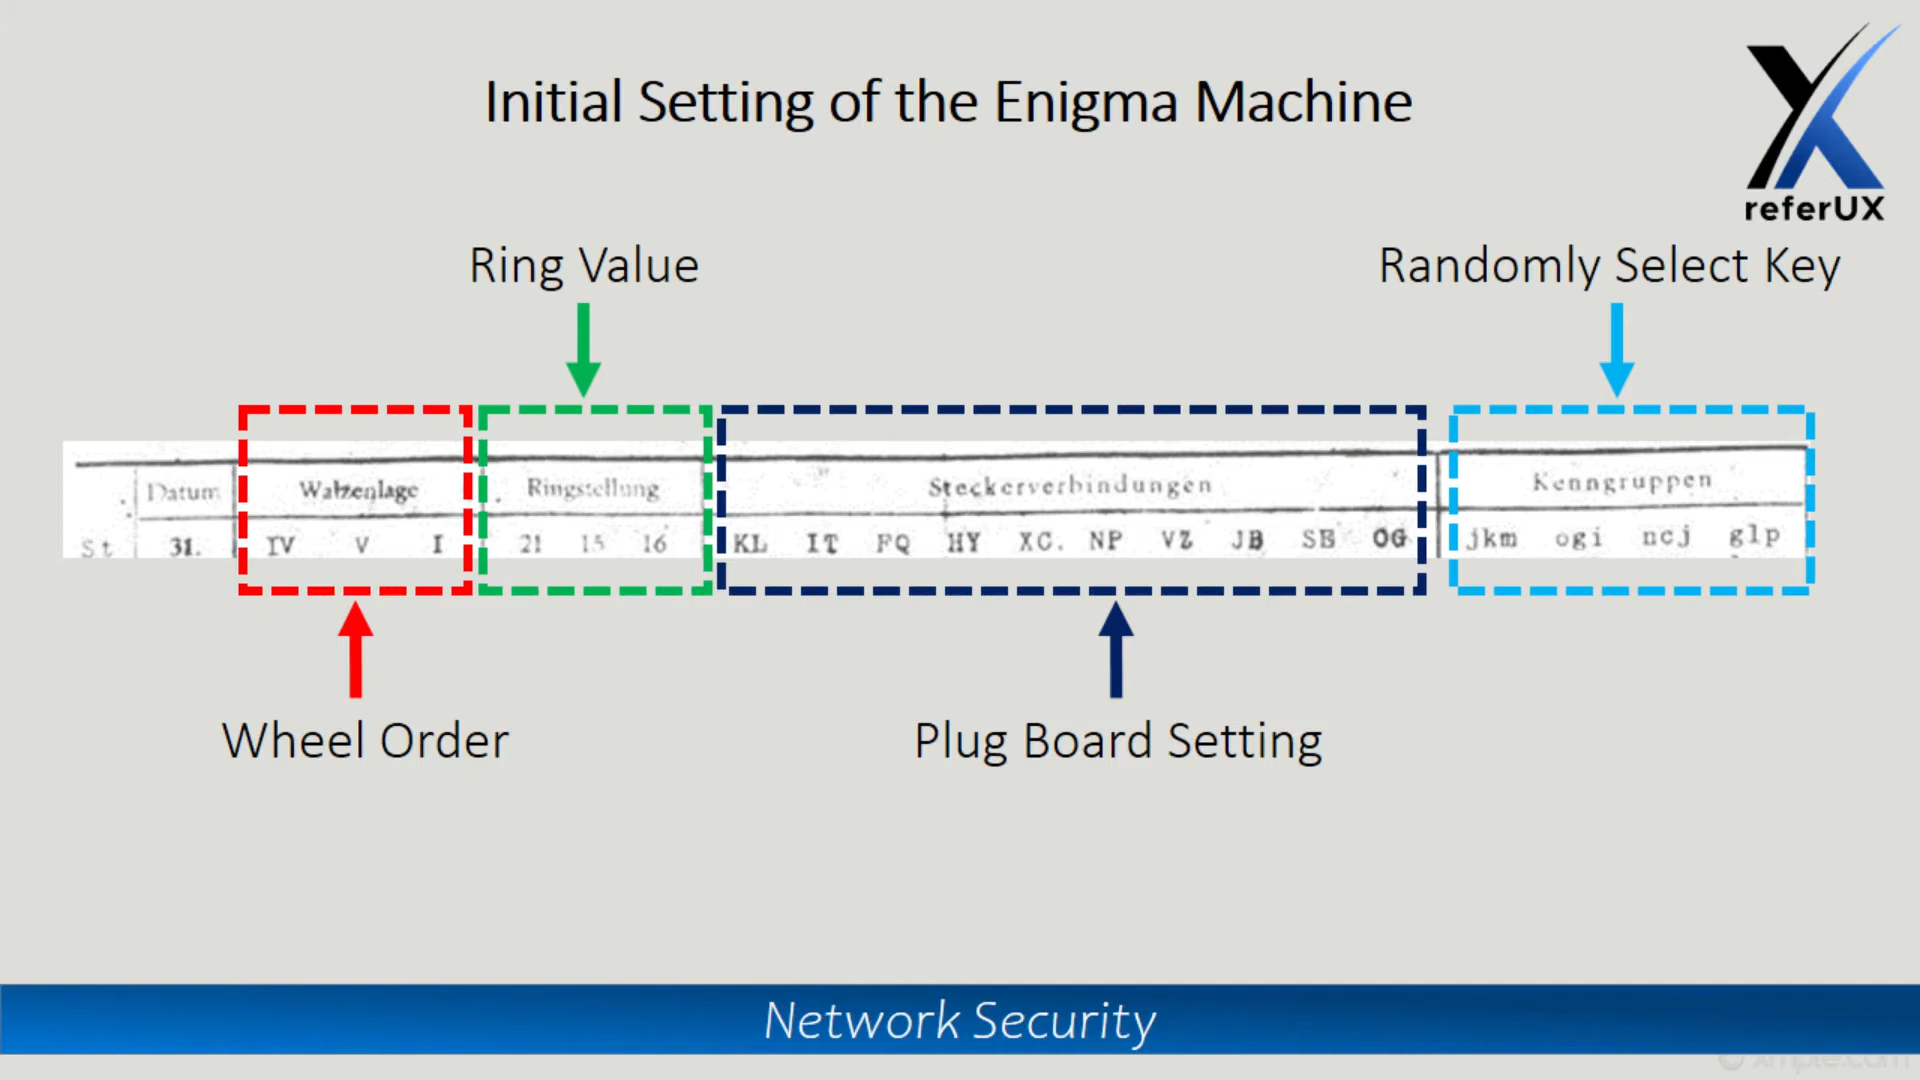 Initial Setting of the Enigma Machine
referUX
Ring Value
Randomly Select Key
Datum Walzenlage Ringstellung Steckerverbindungen Kenngruppen
St 31. IV V I 21 15 16 KL IT FQ HY XC. NP VZ JB SE OG jkm ogi ncj glp
Wheel Order
Plug Board Setting
Network Security